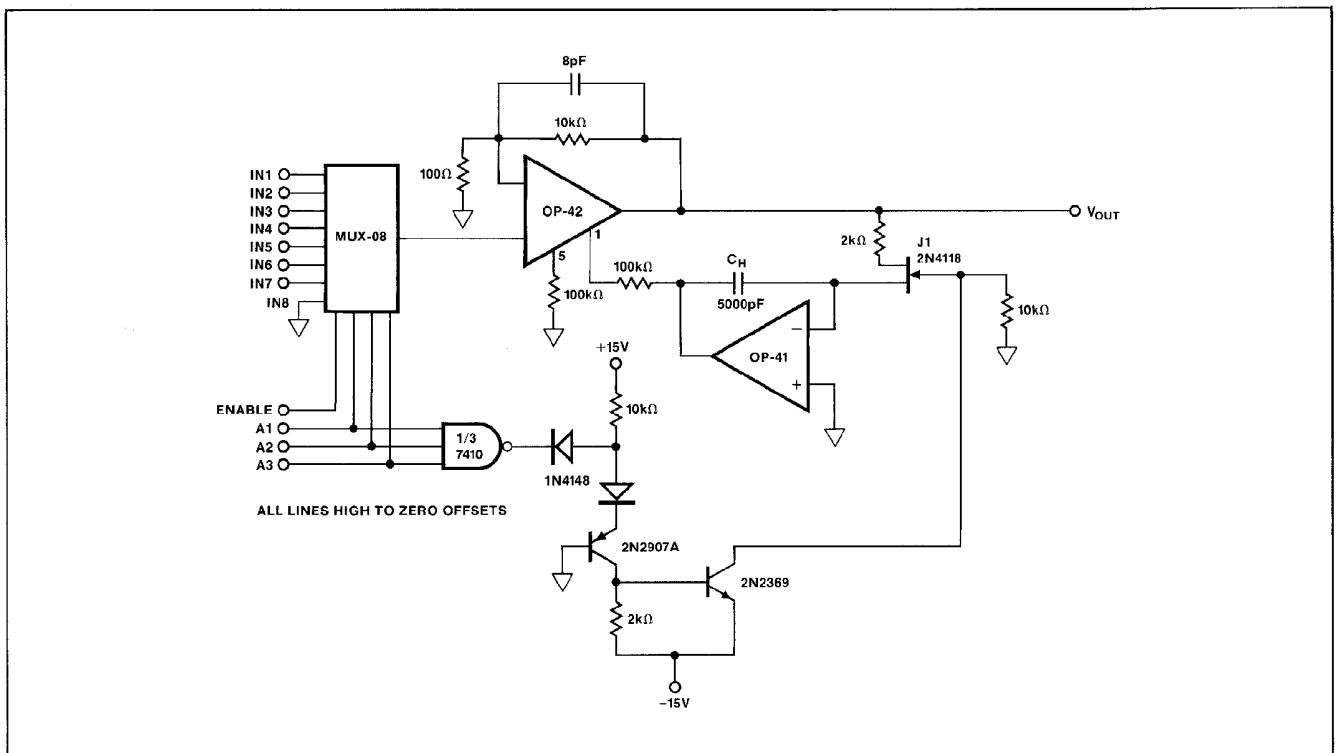 8pF
10kΩ
100Ω
IN1
IN2
IN3
IN4
IN5
IN6
IN7
IN8
MUX-08
OP-42
1
5
100kΩ
100kΩ
CH
5000pF
VOUT
2kΩ
J1
2N4118
10kΩ
OP-41
−
+
+15V
10kΩ
ENABLE
A1
A2
A3
1/3
7410
1N4148
ALL LINES HIGH TO ZERO OFFSETS
2N2907A
2N2369
2kΩ
−15V